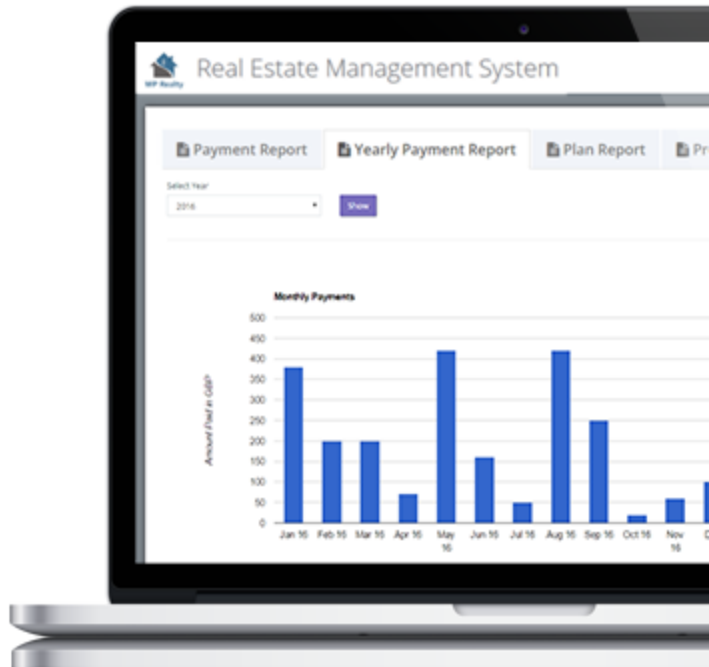 Real Estate Management System
WP Realty
Payment Report
Yearly Payment Report
Plan Report
Pr
Select Year
2016
Show
Monthly Payments
Amount Paid in GBP
500
450
400
350
300
250
200
150
100
50
0
Jan 16 Feb 16 Mar 16 Apr 16 May 16 Jun 16 Jul 16 Aug 16 Sep 16 Oct 16 Nov 16 D